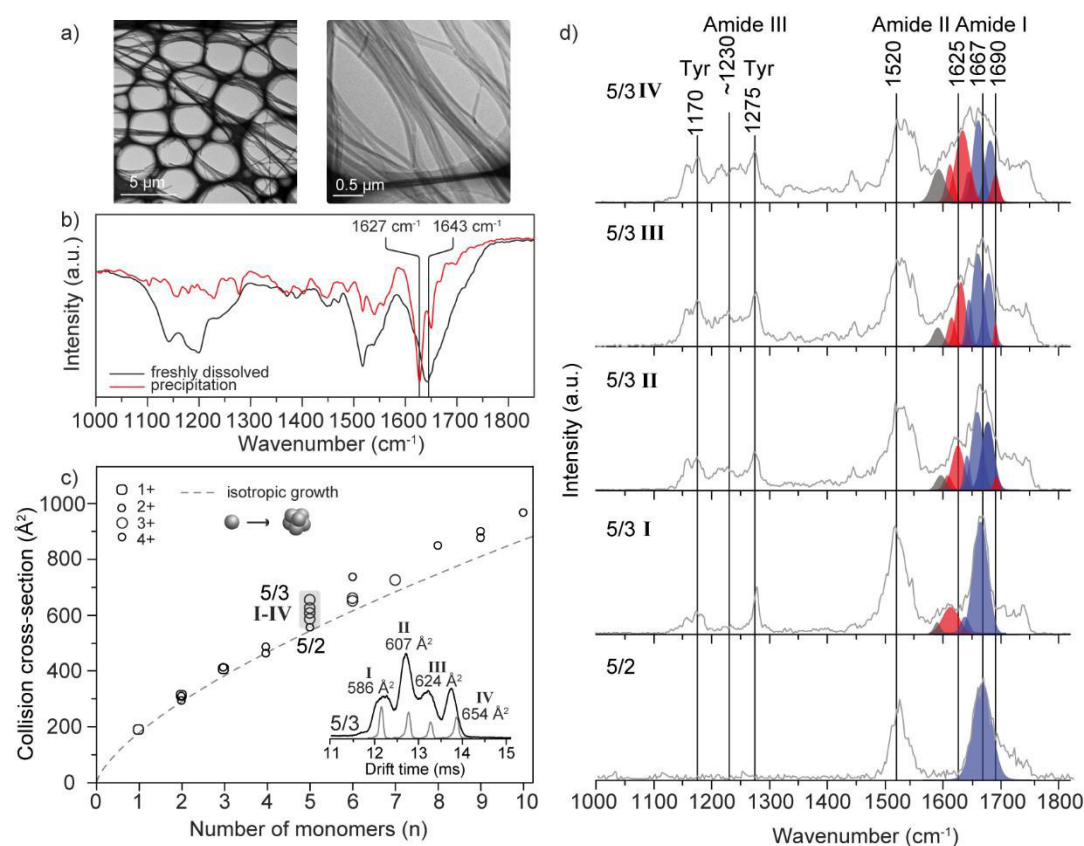 a)
5 µm
0.5 µm
b)
1627 cm⁻¹
1643 cm⁻¹
Intensity (a.u.)
freshly dissolved
precipitation
1000 1100 1200 1300 1400 1500 1600 1700 1800
Wavenumber (cm⁻¹)
c)
1+
2+
3+
4+
isotropic growth
Collision cross-section (Å²)
1000
800
600
400
200
0
5/3
I-IV
5/2
I
586 Å²
II
607 Å²
III
624 Å²
IV
654 Å²
5/3
11 12 13 14 15
Drift time (ms)
0 1 2 3 4 5 6 7 8 9 10
Number of monomers (n)
d)
Amide III
Amide II
Amide I
Tyr
1170
~1230
Tyr
1275
1520
1625
1667
1690
5/3 IV
5/3 III
5/3 II
5/3 I
5/2
Intensity (a.u.)
1000 1100 1200 1300 1400 1500 1600 1700 1800
Wavenumber (cm⁻¹)